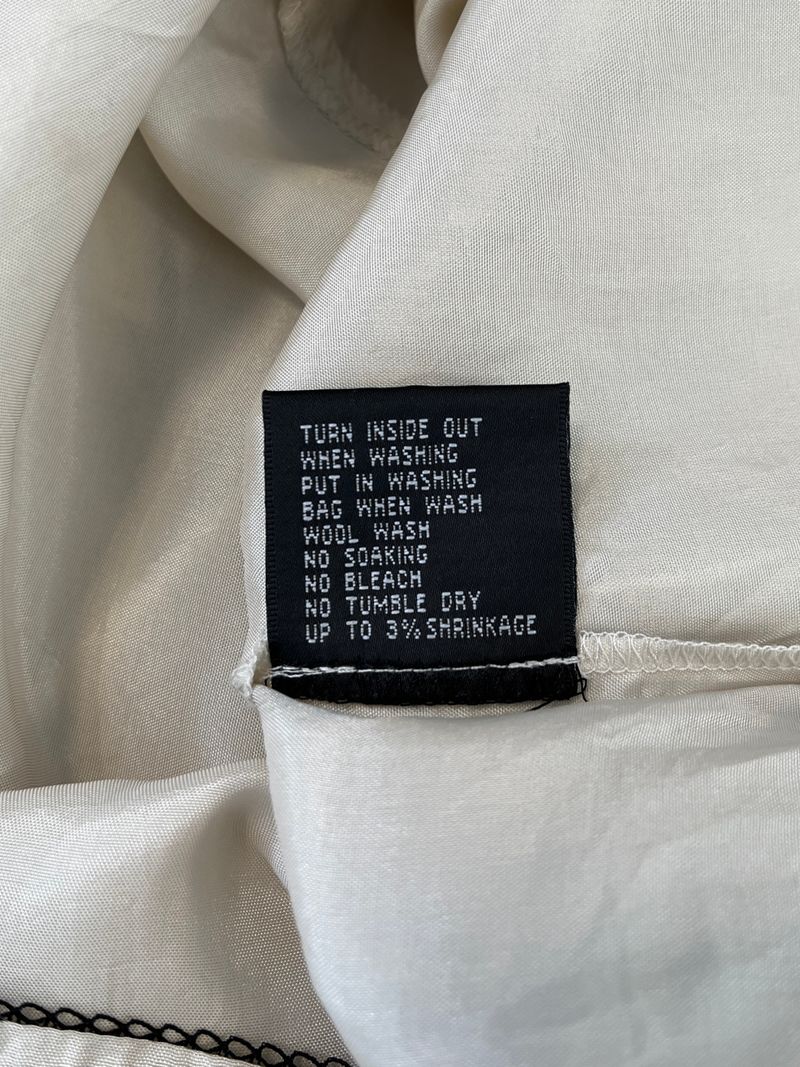 TURN INSIDE OUT
WHEN WASHING
PUT IN WASHING
BAG WHEN WASH
WOOL WASH
NO SOAKING
NO BLEACH
NO TUMBLE DRY
UP TO 3% SHRINKAGE